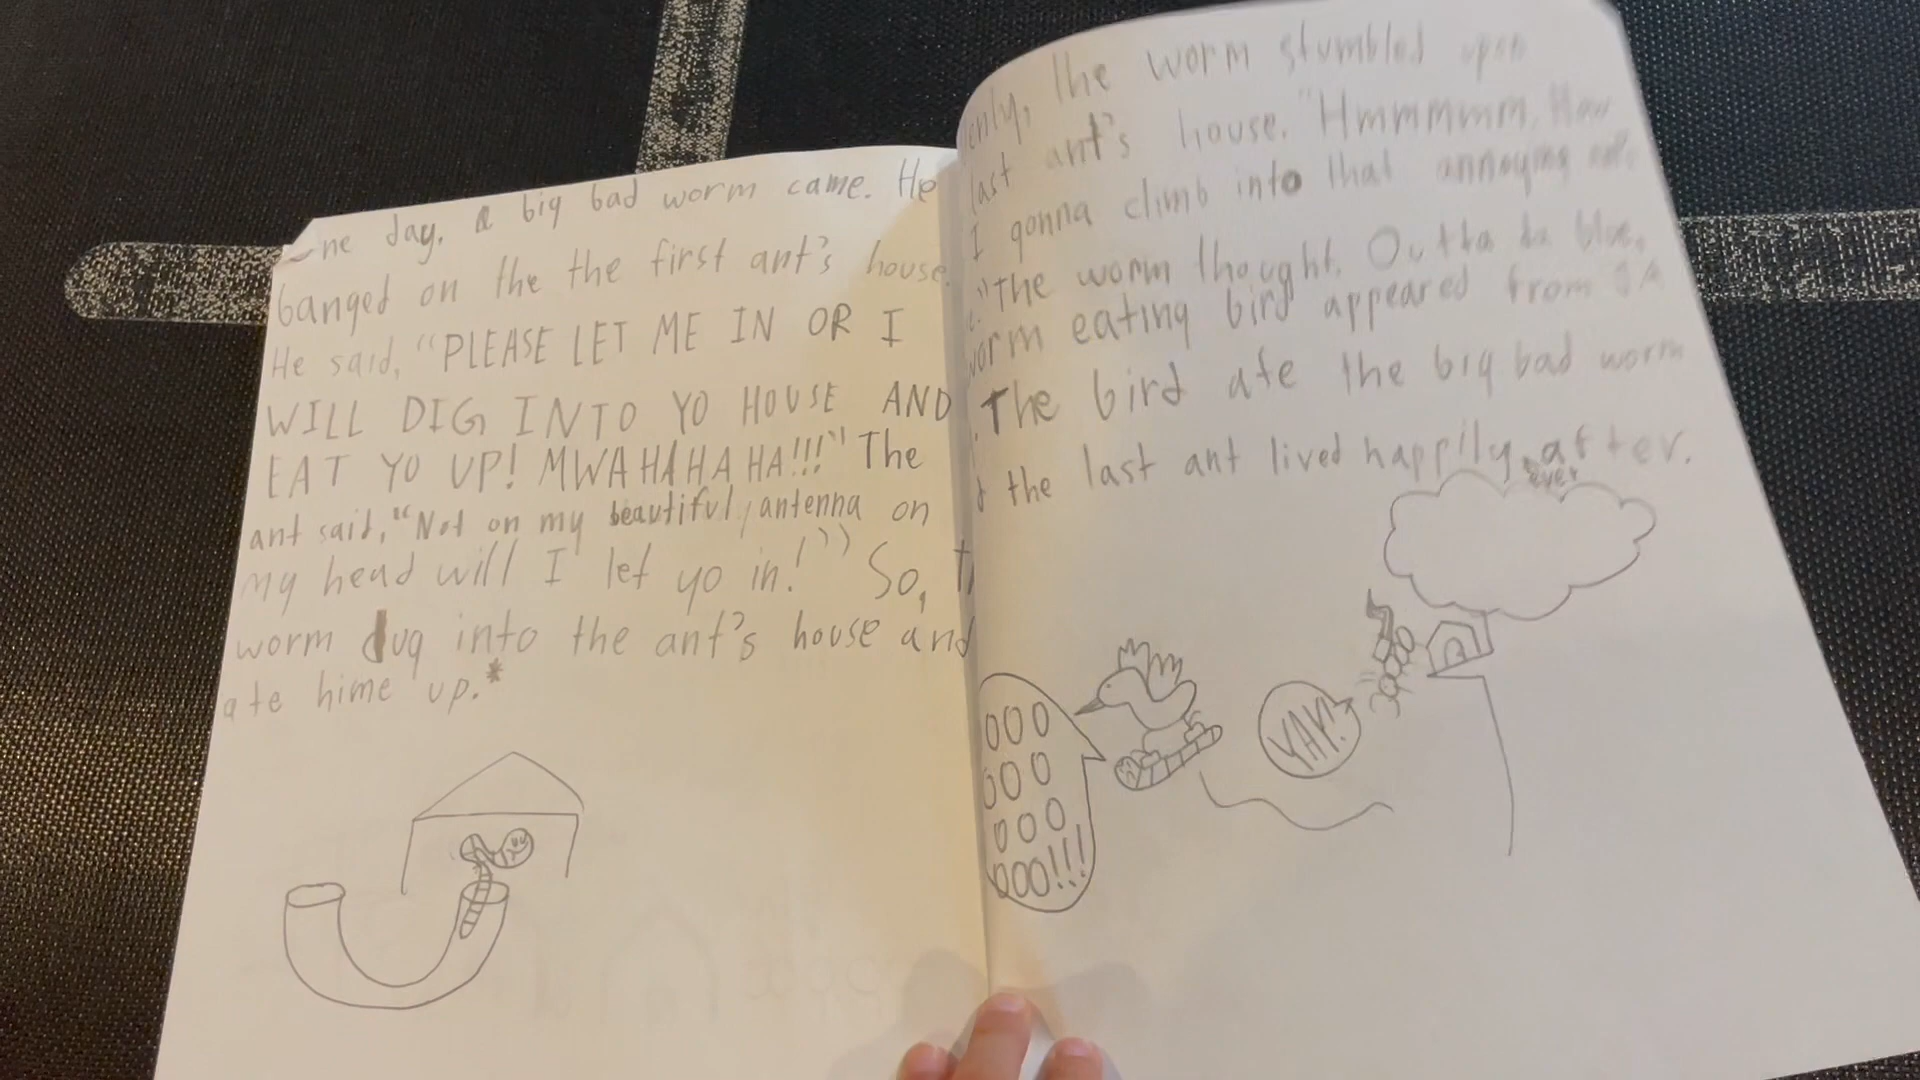 One day, a big bad worm came. He
banged on the the first ant's house.
He said, "PLEASE LET ME IN OR I
WILL DIG INTO YO HOUSE AND
EAT YO UP! MWAHAHAHA!!!" The
ant said, "Not on my beautiful, antenna on
my head will I let yo in!" So, t
worm dug into the ant's house and
ate hime up.*
enly, the worm stumbled upon
last ant's house. "Hmmmmm. How
I gonna climb into that annoying
." The worm thought. Outta da blue,
worm eating bird appeared from
. The bird ate the big bad worm
d the last ant lived happily ever after.
OOO
OOO
OOO
OOO!!!
YAY!